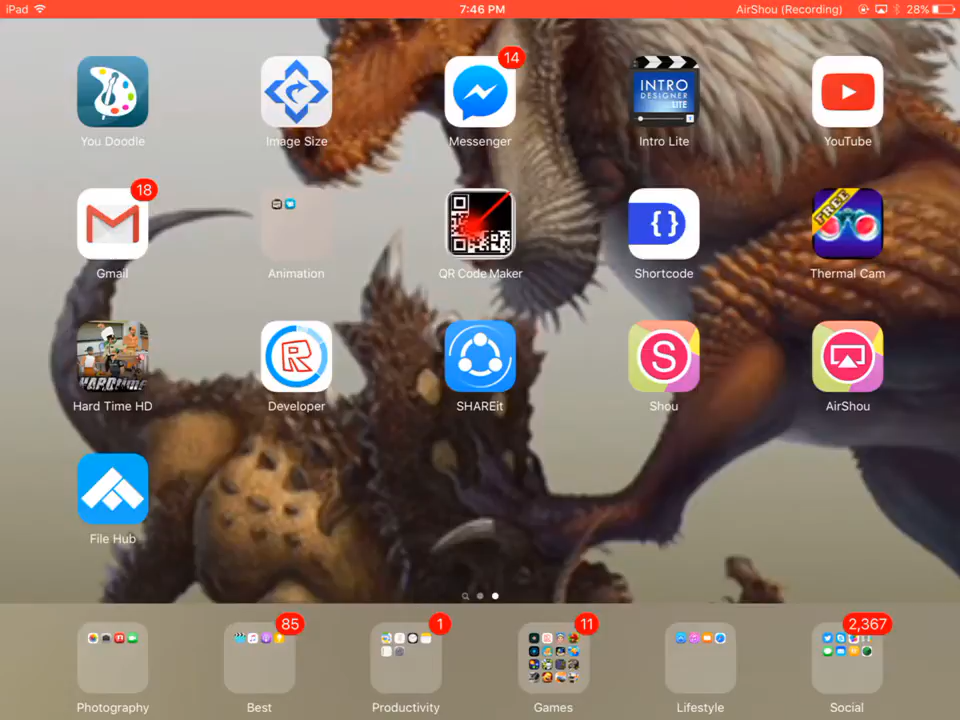 iPad 7:46 PM AirShou (Recording) 28%
14
INTRO
DESIGNER
LITE
You Doodle Image Size Messenger Intro Lite YouTube
18
FREE
Gmail Animation QR Code Maker Shortcode Thermal Cam
HARD TIME
R
S
Hard Time HD Developer SHAREit Shou AirShou
File Hub
85 1 11 2,367
Photography Best Productivity Games Lifestyle Social